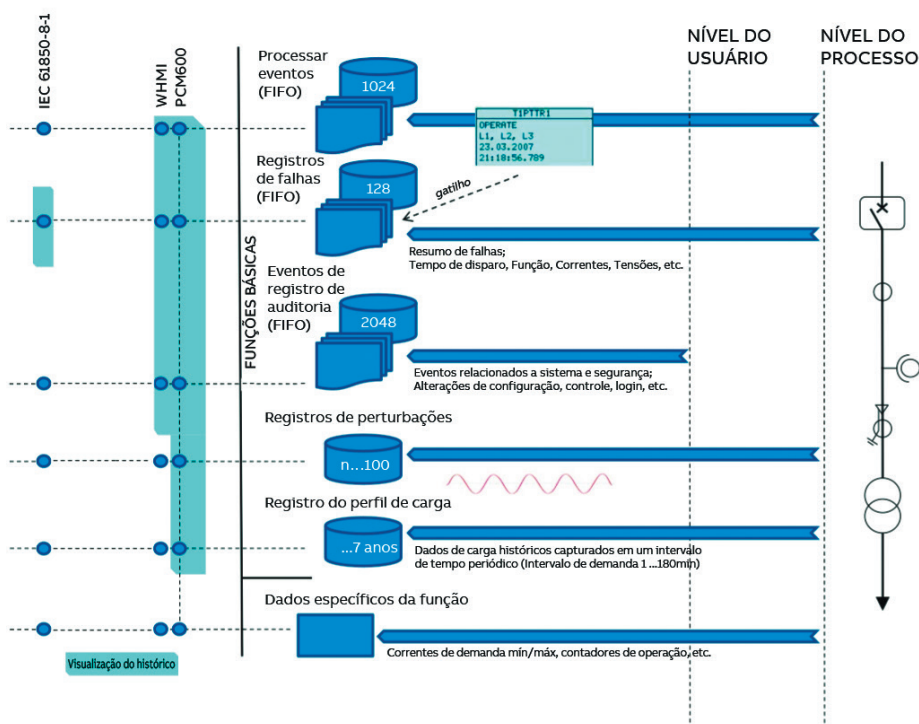 IEC 61850-8-1
WHMI
PCM600
FUNÇÕES BÁSICAS
NÍVEL DO
USUÁRIO
NÍVEL DO
PROCESSO
Processar
eventos
(FIFO)
1024
T1PTTR1
OPERATE
L1, L2, L3
23.03.2007
21:18:56.789
Registros
de falhas
(FIFO)
128
gatilho
Resumo de falhas;
Tempo de disparo, Função, Correntes, Tensões, etc.
Eventos de
registro de
auditoria
(FIFO)
2048
Eventos relacionados a sistema e segurança;
Alterações de configuração, controle, login, etc.
Registros de perturbações
n...100
Registro do perfil de carga
...7 anos
Dados de carga históricos capturados em um intervalo
de tempo periódico (Intervalo de demanda 1 ...180min)
Dados específicos da função
Correntes de demanda mín/máx, contadores de operação, etc.
Visualização do histórico